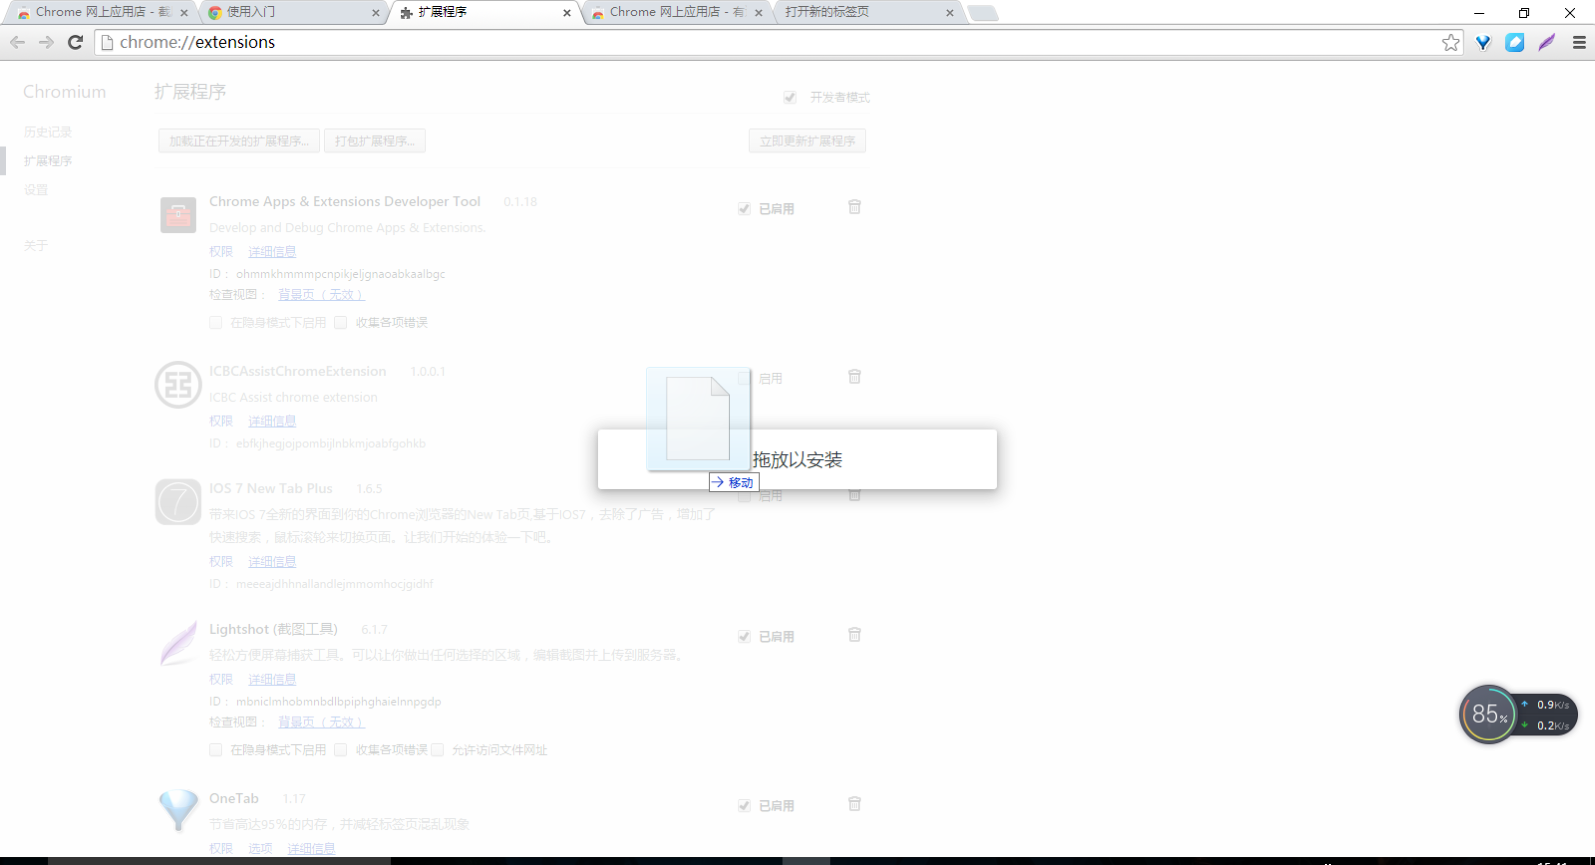 Chrome 网上应用店 - 截
使用入门
扩展程序
Chrome 网上应用店 - 有
打开新的标签页
chrome://extensions
Chromium
扩展程序
开发者模式
历史记录
加载正在开发的扩展程序...
打包扩展程序...
立即更新扩展程序
扩展程序
设置
关于
Chrome Apps & Extensions Developer Tool 0.1.18
已启用
Develop and Debug Chrome Apps & Extensions.
权限 详细信息
ID： ohmmkhmmmpcnpikjeljgnaoabkaalbgc
检查视图： 背景页（无效）
在隐身模式下启用 收集各项错误
ICBCAssistChromeExtension 1.0.0.1
启用
ICBC Assist chrome extension
权限 详细信息
ID： ebfkjhegjojpombijlnbkmjoabfgohkb
拖放以安装
移动
IOS 7 New Tab Plus 1.6.5
启用
带来IOS 7全新的界面到你的Chrome浏览器的New Tab页,基于IOS7，去除了广告，增加了
快速搜索，鼠标滚轮来切换页面。让我们开始的体验一下吧。
权限 详细信息
ID： meeeajdhhnallandlejmmomhocjgidhf
Lightshot (截图工具) 6.1.7
已启用
轻松方便屏幕捕获工具。可以让你做出任何选择的区域，编辑截图并上传到服务器。
权限 详细信息
ID： mbniclmhobmnbdlbpiphghaielnnpgdp
检查视图： 背景页（无效）
在隐身模式下启用 收集各项错误 允许访问文件网址
85% 0.9K/s
0.2K/s
OneTab 1.17
已启用
节省高达95%的内存，并减轻标签页混乱现象
权限 选项 详细信息